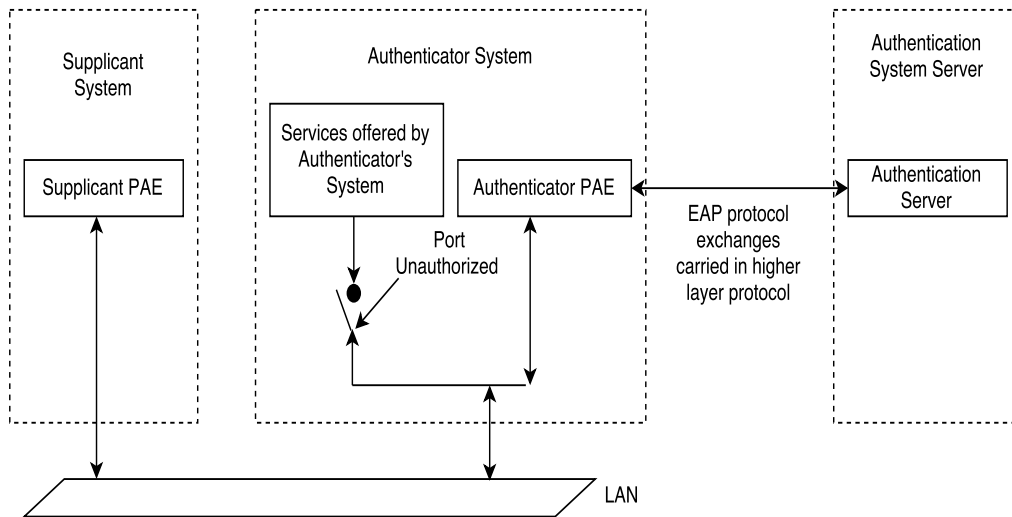 Supplicant
System
Authenticator System
Authentication
System Server
Services offered by
Authenticator's
System
Supplicant PAE
Authenticator PAE
Authentication
Server
Port
Unauthorized
EAP protocol
exchanges
carried in higher
layer protocol
LAN